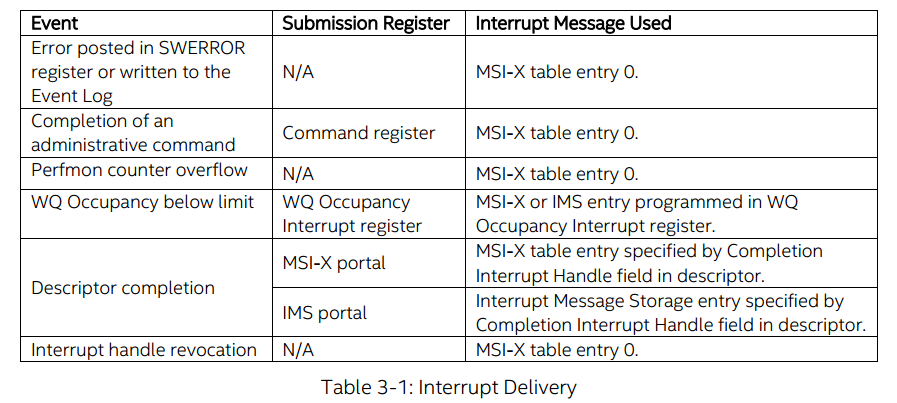 Event Submission Register Interrupt Message Used
Error posted in SWERROR
register or written to the
Event Log
N/A
MSI-X table entry 0.
Completion of an
administrative command
Command register
MSI-X table entry 0.
Perfmon counter overflow
N/A
MSI-X table entry 0.
WQ Occupancy below limit
WQ Occupancy
Interrupt register
MSI-X or IMS entry programmed in WQ
Occupancy Interrupt register.
Descriptor completion
MSI-X portal
MSI-X table entry specified by Completion
Interrupt Handle field in descriptor.
IMS portal
Interrupt Message Storage entry specified by
Completion Interrupt Handle field in descriptor.
Interrupt handle revocation
N/A
MSI-X table entry 0.
Table 3-1: Interrupt Delivery